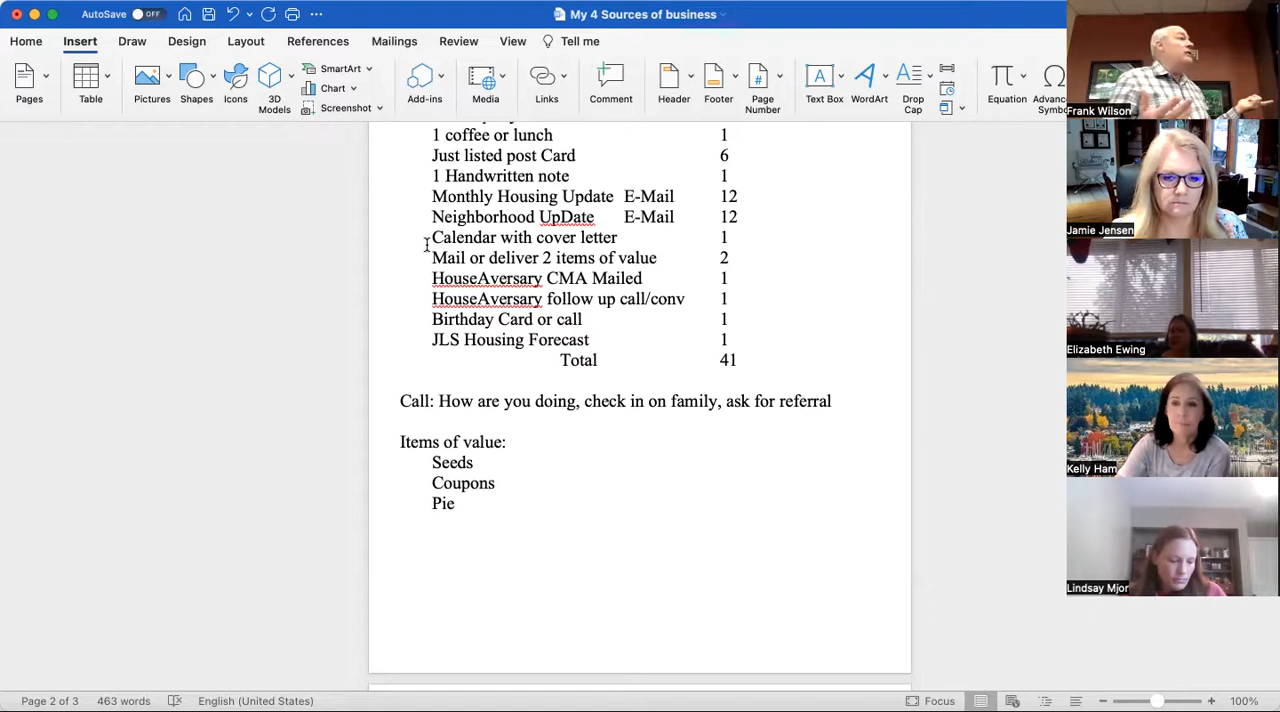 AutoSave OFF My 4 Sources of business
Home Insert Draw Design Layout References Mailings Review View Tell me
Pages Table Pictures Shapes Icons 3D Models SmartArt Chart Screenshot Add-ins Media Links Comment Header Footer Page Number Text Box WordArt Drop Cap Equation Advanc Symbo
1 coffee or lunch 1
Just listed post Card 6
1 Handwritten note 1
Monthly Housing Update E-Mail 12
Neighborhood UpDate E-Mail 12
Calendar with cover letter 1
Mail or deliver 2 items of value 2
HouseAversary CMA Mailed 1
HouseAversary follow up call/conv 1
Birthday Card or call 1
JLS Housing Forecast 1
Total 41
Call: How are you doing, check in on family, ask for referral
Items of value:
Seeds
Coupons
Pie
Page 2 of 3 463 words English (United States) Focus 100%
Frank Wilson
Jamie Jensen
Elizabeth Ewing
Kelly Ham
Lindsay Mjor